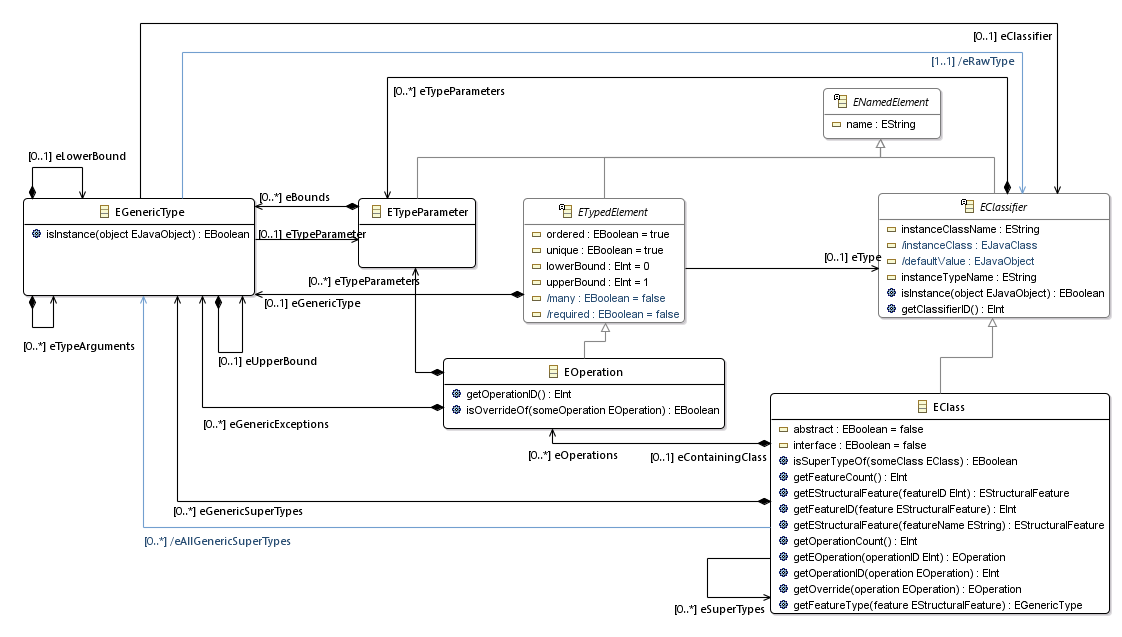 [0..1] eClassifier
[1..1] /eRawType
[0..*] eTypeParameters
ENamedElement
name : EString
[0..1] eLowerBound
EGenericType
isInstance(object EJavaObject) : EBoolean
[0..*] eBounds
[0..1] eTypeParameter
ETypeParameter
ETypedElement
ordered : EBoolean = true
unique : EBoolean = true
lowerBound : EInt = 0
upperBound : EInt = 1
/many : EBoolean = false
/required : EBoolean = false
[0..1] eType
EClassifier
instanceClassName : EString
/instanceClass : EJavaClass
/defaultValue : EJavaObject
instanceTypeName : EString
isInstance(object EJavaObject) : EBoolean
getClassifierID() : EInt
[0..*] eTypeParameters
[0..1] eGenericType
[0..*] eTypeArguments
[0..1] eUpperBound
EOperation
getOperationID() : EInt
isOverrideOf(someOperation EOperation) : EBoolean
[0..*] eGenericExceptions
[0..*] eOperations
[0..1] eContainingClass
EClass
abstract : EBoolean = false
interface : EBoolean = false
isSuperTypeOf(someClass EClass) : EBoolean
getFeatureCount() : EInt
getEStructuralFeature(featureID EInt) : EStructuralFeature
getFeatureID(feature EStructuralFeature) : EInt
getEStructuralFeature(featureName EString) : EStructuralFeature
getOperationCount() : EInt
getEOperation(operationID EInt) : EOperation
getOperationID(operation EOperation) : EInt
getOverride(operation EOperation) : EOperation
getFeatureType(feature EStructuralFeature) : EGenericType
[0..*] eGenericSuperTypes
[0..*] /eAllGenericSuperTypes
[0..*] eSuperTypes